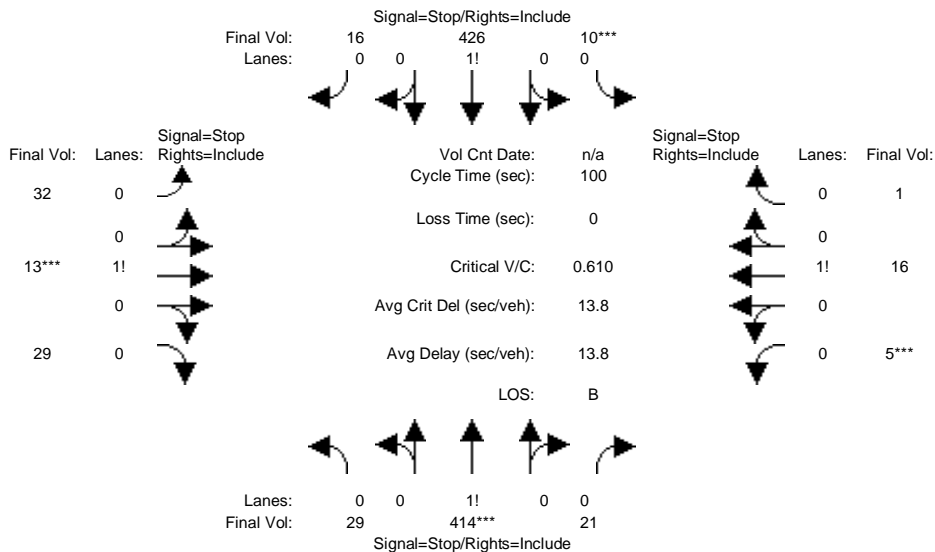 Signal=Stop/Rights=Include
Final Vol: 16 426 10***
Lanes: 0 0 1! 0 0
Signal=Stop
Final Vol: Lanes: Rights=Include
Vol Cnt Date: n/a
Signal=Stop
Rights=Include Lanes: Final Vol:
Cycle Time (sec): 100
32 0
0 1
Loss Time (sec): 0
0
0
13*** 1!
Critical V/C: 0.610
1! 16
0
Avg Crit Del (sec/veh): 13.8
0
29 0
Avg Delay (sec/veh): 13.8
0 5***
LOS: B
Lanes: 0 0 1! 0 0
Final Vol: 29 414*** 21
Signal=Stop/Rights=Include